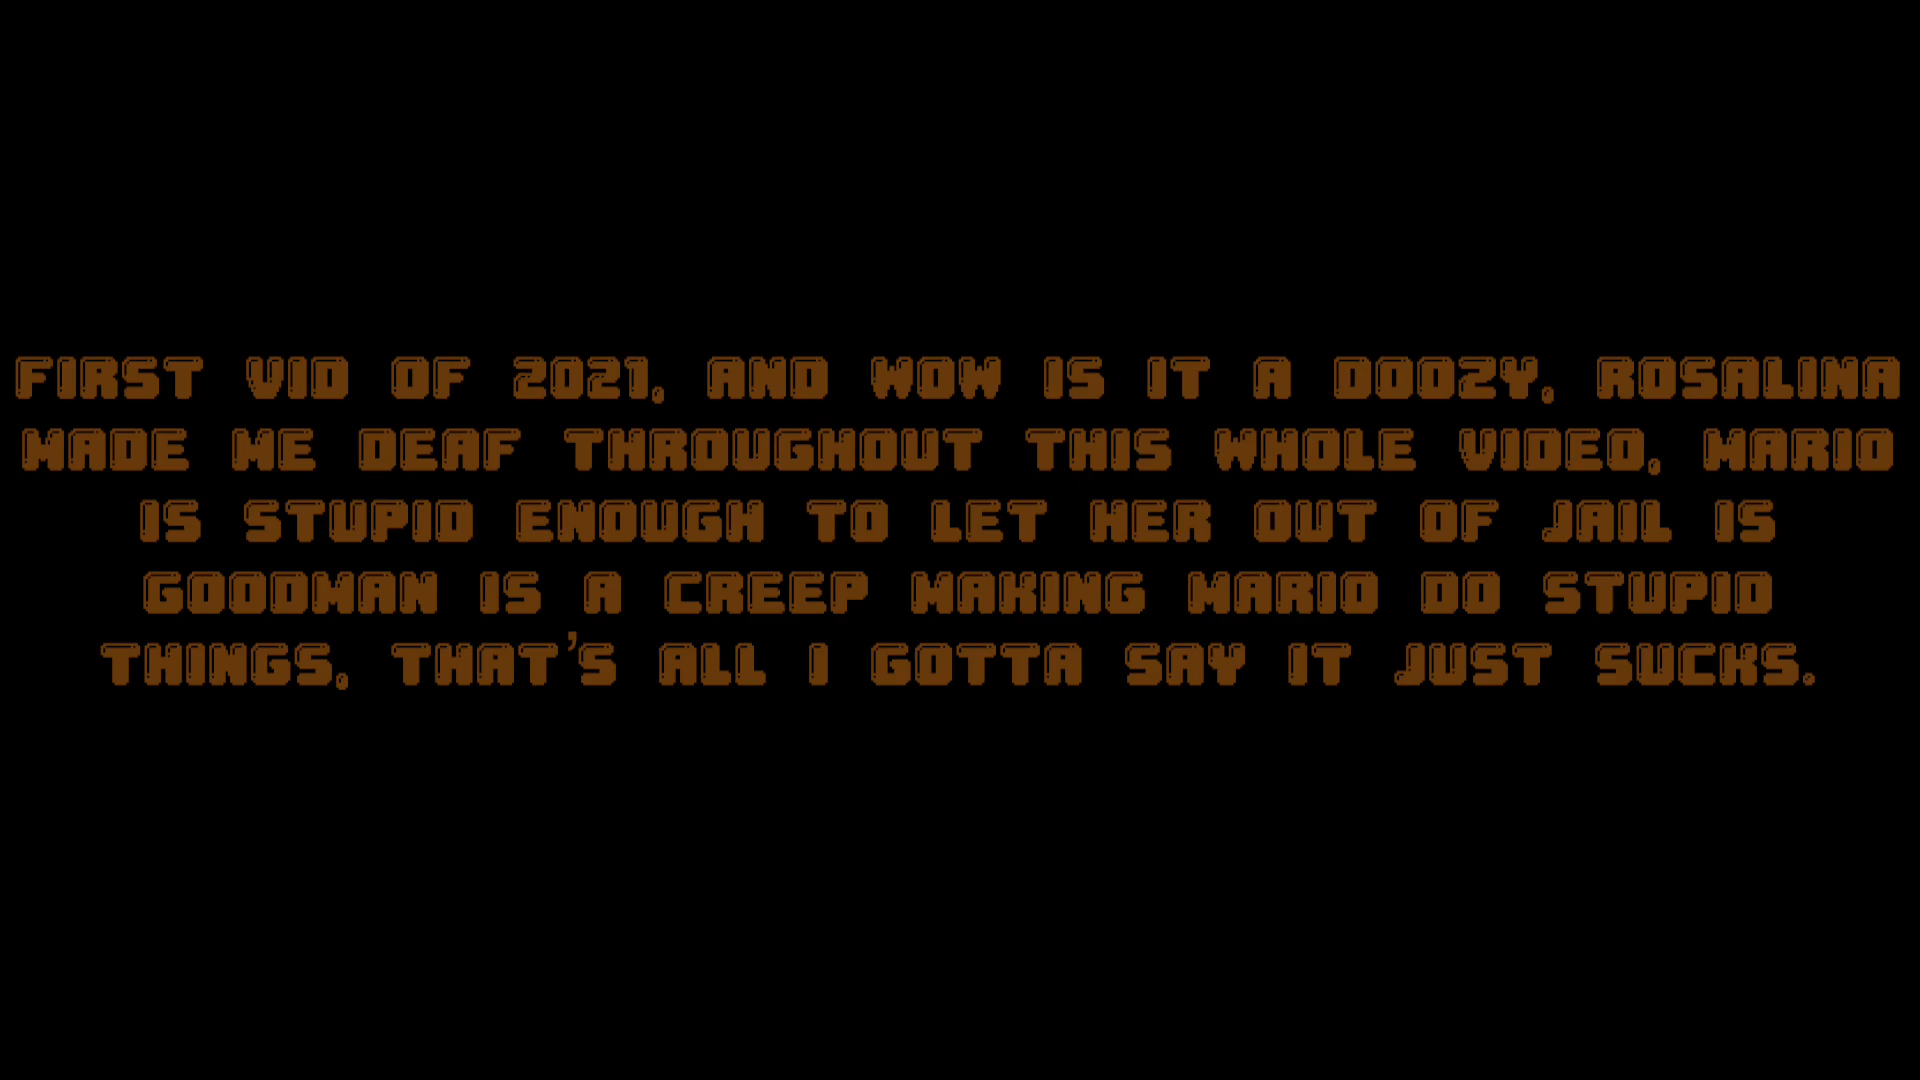 FIRST VID OF 2021, AND WOW IS IT A DOOZY, ROSALINA
MADE ME DEAF THROUGHOUT THIS WHOLE VIDEO, MARIO
IS STUPID ENOUGH TO LET HER OUT OF JAIL IS
GOODMAN IS A CREEP MAKING MARIO DO STUPID
THINGS, THAT'S ALL I GOTTA SAY IT JUST SUCKS.